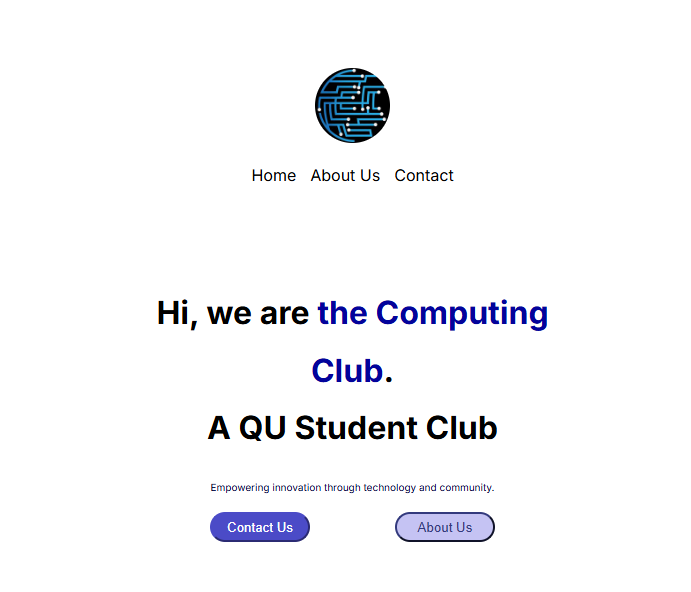 Home About Us Contact
Hi, we are the Computing
Club.
A QU Student Club
Empowering innovation through technology and community.
Contact Us About Us